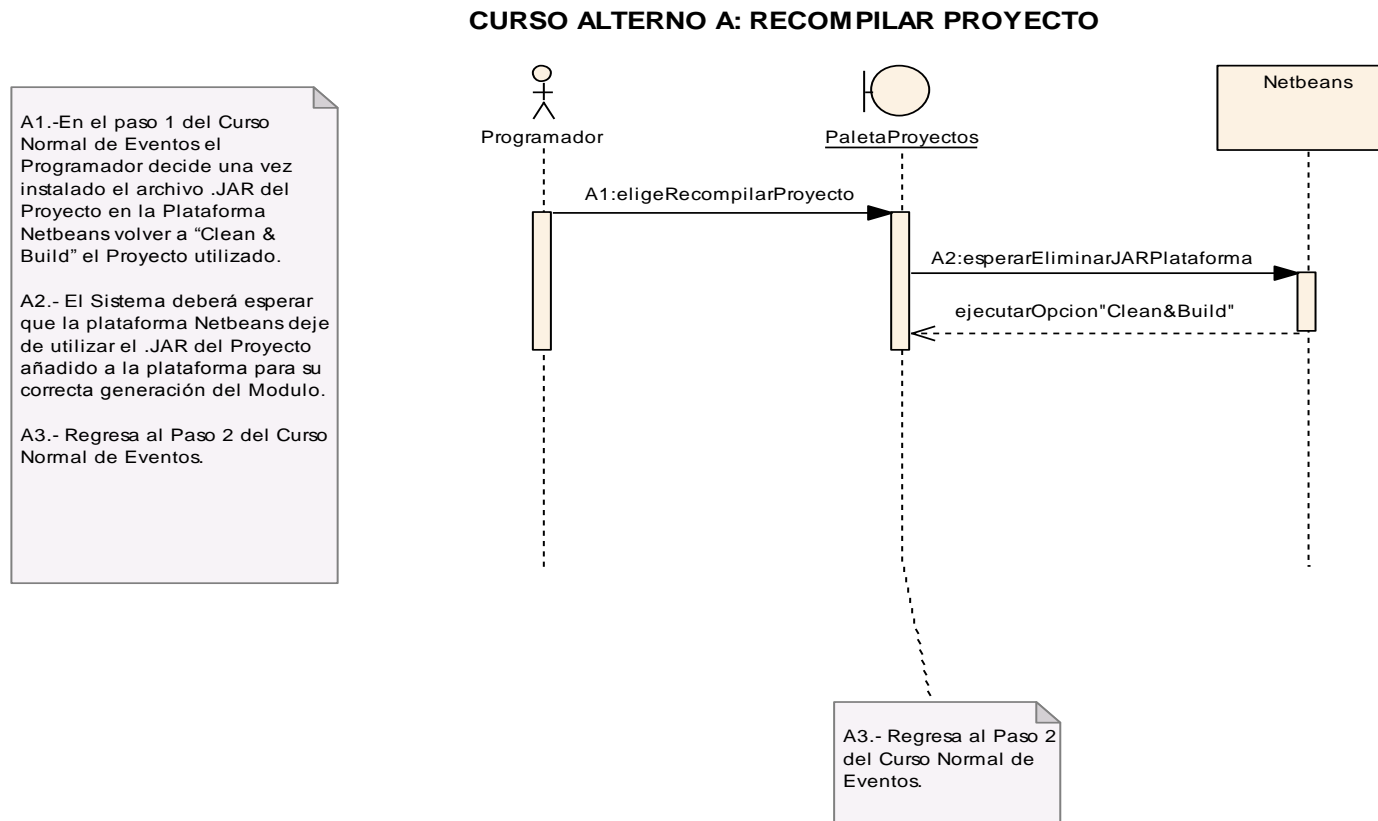 CURSO ALTERNO A: RECOMPILAR PROYECTO
A1.-En el paso 1 del Curso
Normal de Eventos el
Programador decide una vez
instalado el archivo .JAR del
Proyecto en la Plataforma
Netbeans volver a “Clean &
Build” el Proyecto utilizado.
A2.- El Sistema deberá esperar
que la plataforma Netbeans deje
de utilizar el .JAR del Proyecto
añadido a la plataforma para su
correcta generación del Modulo.
A3.- Regresa al Paso 2 del Curso
Normal de Eventos.
Programador
PaletaProyectos
Netbeans
A1:eligeRecompilarProyecto
A2:esperarEliminarJARPlataforma
ejecutarOpcion"Clean&Build"
A3.- Regresa al Paso 2
del Curso Normal de
Eventos.